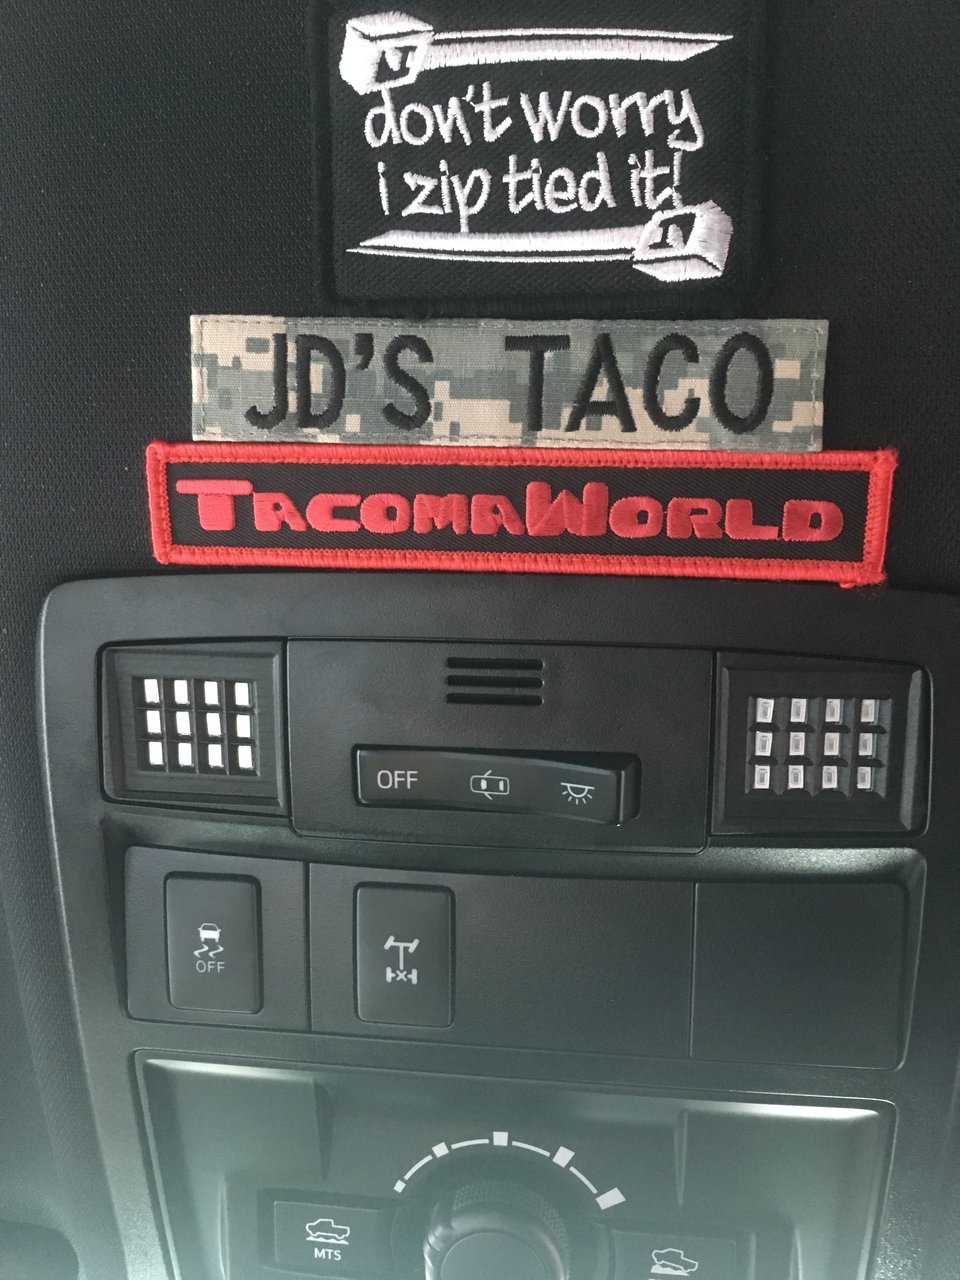 don't worry
i zip tied it!
JD'S TACO
TACOMAWORLD
OFF
OFF
MTS